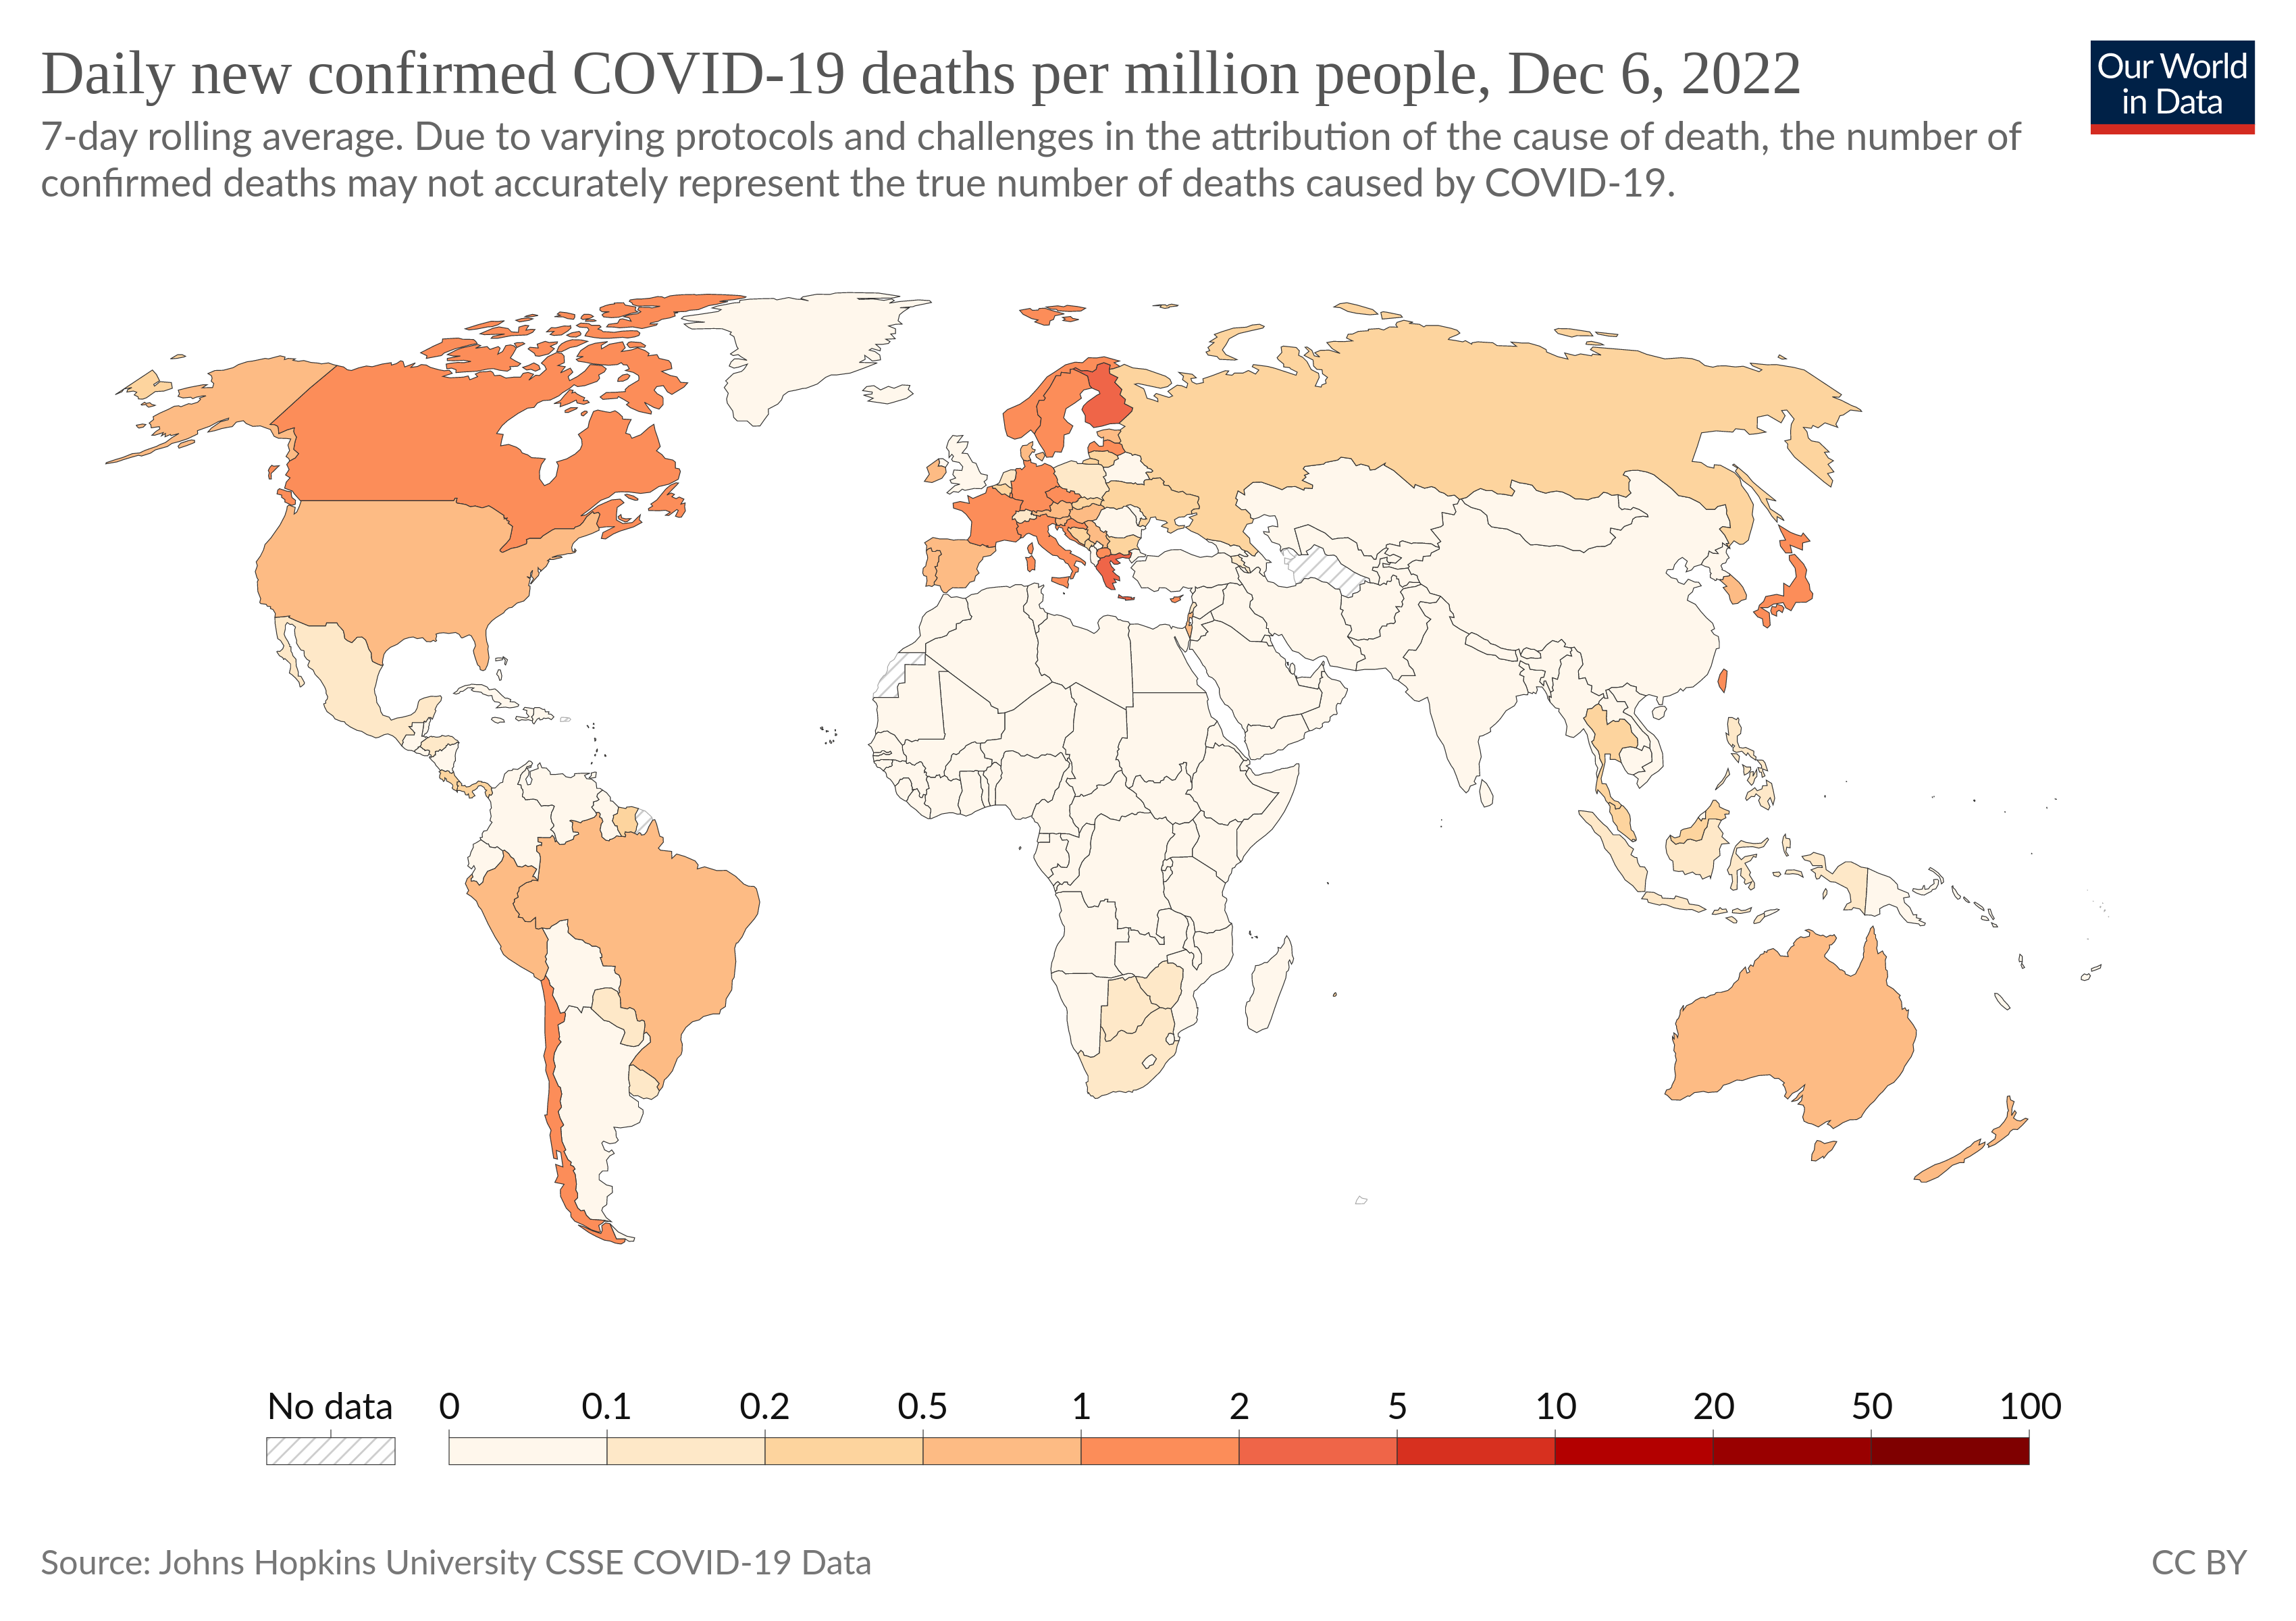 Daily new confirmed COVID-19 deaths per million people, Dec 6, 2022
Our World
in Data
7-day rolling average. Due to varying protocols and challenges in the attribution of the cause of death, the number of
confirmed deaths may not accurately represent the true number of deaths caused by COVID-19.
No data 0 0.1 0.2 0.5 1 2 5 10 20 50 100
Source: Johns Hopkins University CSSE COVID-19 Data
CC BY